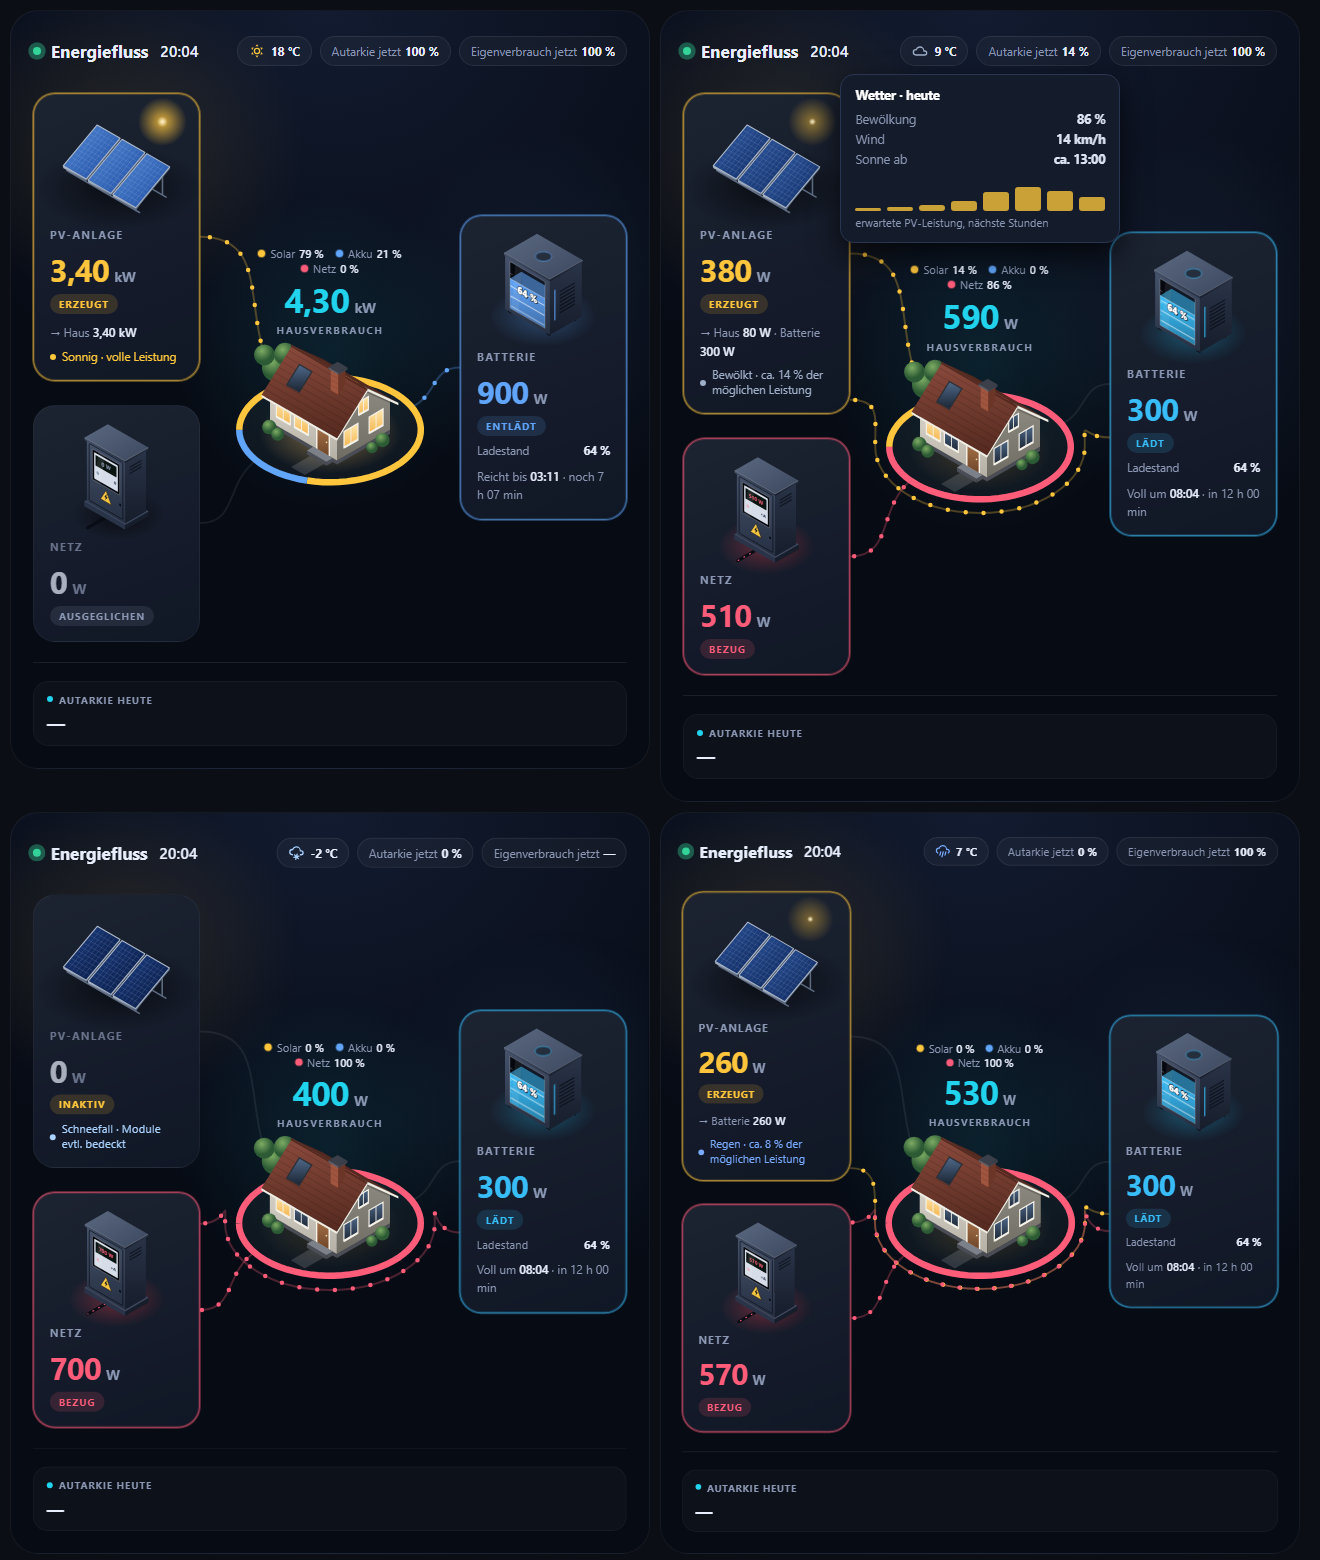 Energiefluss 20:04
18 °C
Autarkie jetzt 100 %
Eigenverbrauch jetzt 100 %
PV-ANLAGE
3,40 kW
ERZEUGT
→ Haus 3,40 kW
Sonnig · volle Leistung
Solar 79 % Akku 21 %
Netz 0 %
4,30 kW
HAUSVERBRAUCH
64 %
BATTERIE
900 W
ENTLÄDT
Ladestand 64 %
Reicht bis 03:11 · noch 7
h 07 min
0 W
NETZ
0 W
AUSGEGLICHEN
AUTARKIE HEUTE
—
Energiefluss 20:04
9 °C
Autarkie jetzt 14 %
Eigenverbrauch jetzt 100 %
Wetter · heute
Bewölkung 86 %
Wind 14 km/h
Sonne ab ca. 13:00
erwartete PV-Leistung, nächste Stunden
PV-ANLAGE
380 W
ERZEUGT
→ Haus 80 W · Batterie
300 W
Bewölkt · ca. 14 % der
möglichen Leistung
Solar 14 % Akku 0 %
Netz 86 %
590 W
HAUSVERBRAUCH
64 %
BATTERIE
300 W
LÄDT
Ladestand 64 %
Voll um 08:04 · in 12 h 00
min
510 W
NETZ
510 W
BEZUG
AUTARKIE HEUTE
—
Energiefluss 20:04
-2 °C
Autarkie jetzt 0 %
Eigenverbrauch jetzt —
PV-ANLAGE
0 W
INAKTIV
Schneefall · Module
evtl. bedeckt
Solar 0 % Akku 0 %
Netz 100 %
400 W
HAUSVERBRAUCH
64 %
BATTERIE
300 W
LÄDT
Ladestand 64 %
Voll um 08:04 · in 12 h 00
min
700 W
NETZ
700 W
BEZUG
AUTARKIE HEUTE
—
Energiefluss 20:04
7 °C
Autarkie jetzt 0 %
Eigenverbrauch jetzt 100 %
PV-ANLAGE
260 W
ERZEUGT
→ Batterie 260 W
Regen · ca. 8 % der
möglichen Leistung
Solar 0 % Akku 0 %
Netz 100 %
530 W
HAUSVERBRAUCH
64 %
BATTERIE
300 W
LÄDT
Ladestand 64 %
Voll um 08:04 · in 12 h 00
min
570 W
NETZ
570 W
BEZUG
AUTARKIE HEUTE
—